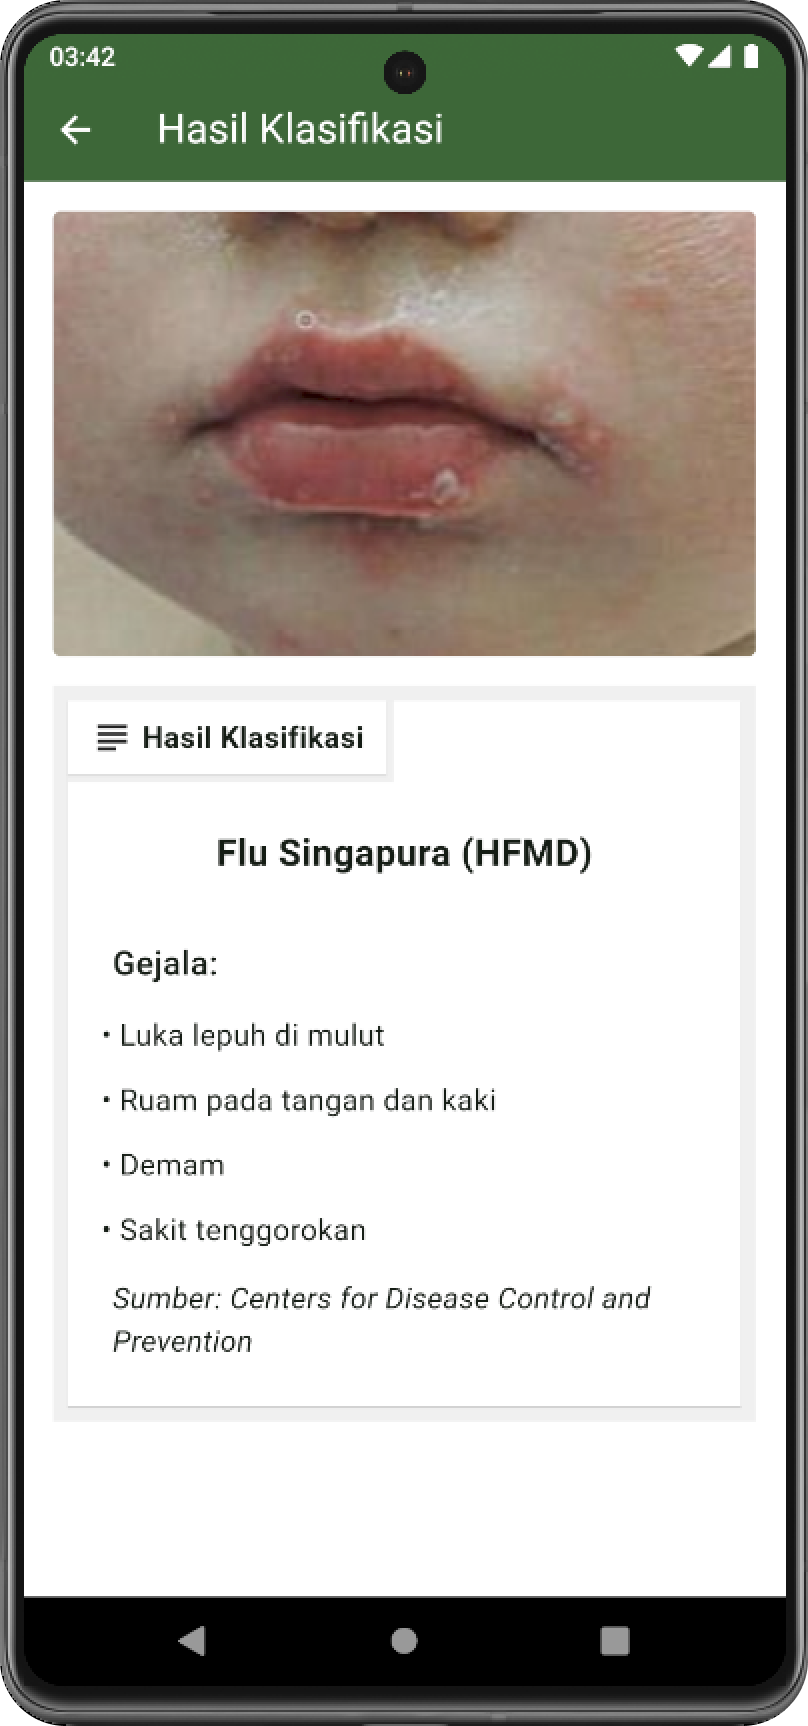 03:42
Hasil Klasifikasi
Hasil Klasifikasi
Flu Singapura (HFMD)
Gejala:
• Luka lepuh di mulut
• Ruam pada tangan dan kaki
• Demam
• Sakit tenggorokan
Sumber: Centers for Disease Control and
Prevention